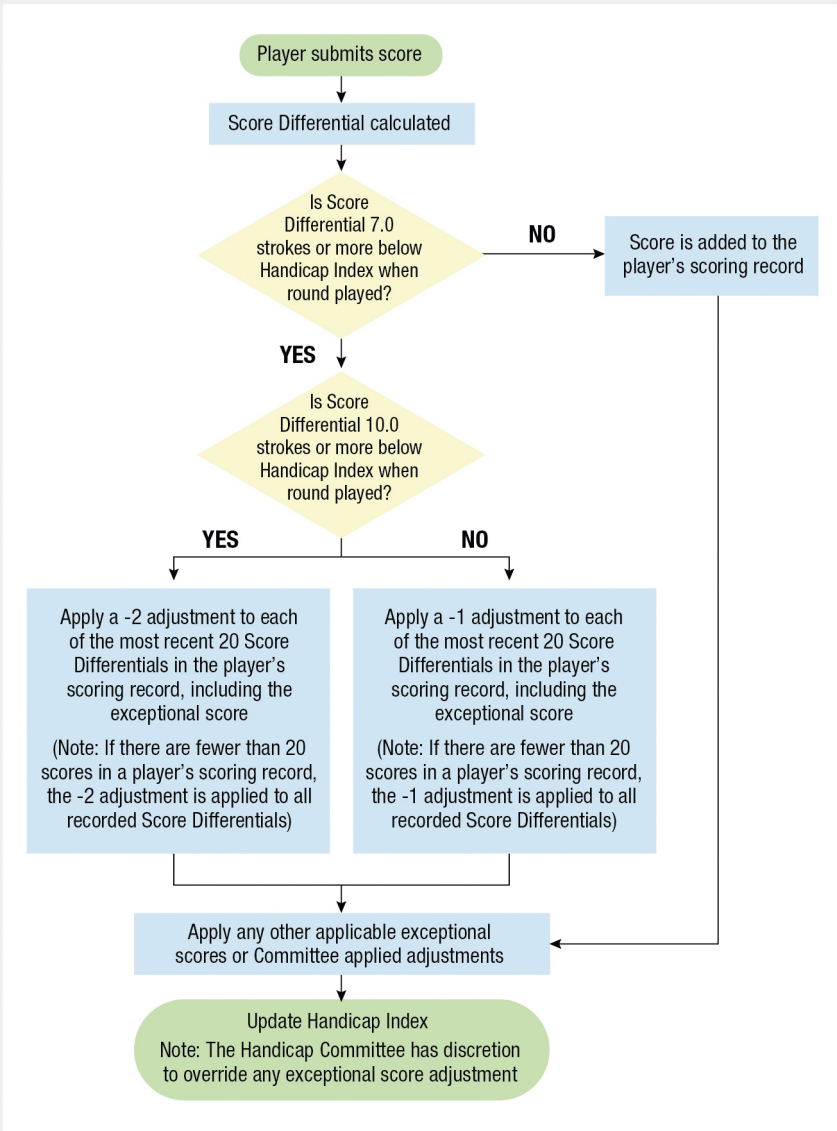 Player submits score
Score Differential calculated
Is Score
Differential 7.0
strokes or more below
Handicap Index when
round played?
NO
Score is added to the
player’s scoring record
YES
Is Score
Differential 10.0
strokes or more below
Handicap Index when
round played?
YES
NO
Apply a -2 adjustment to each
of the most recent 20 Score
Differentials in the player’s
scoring record, including the
exceptional score
(Note: If there are fewer than 20
scores in a player’s scoring record,
the -2 adjustment is applied to all
recorded Score Differentials)
Apply a -1 adjustment to each
of the most recent 20 Score
Differentials in the player’s
scoring record, including the
exceptional score
(Note: If there are fewer than 20
scores in a player’s scoring record,
the -1 adjustment is applied to all
recorded Score Differentials)
Apply any other applicable exceptional
scores or Committee applied adjustments
Update Handicap Index
Note: The Handicap Committee has discretion
to override any exceptional score adjustment